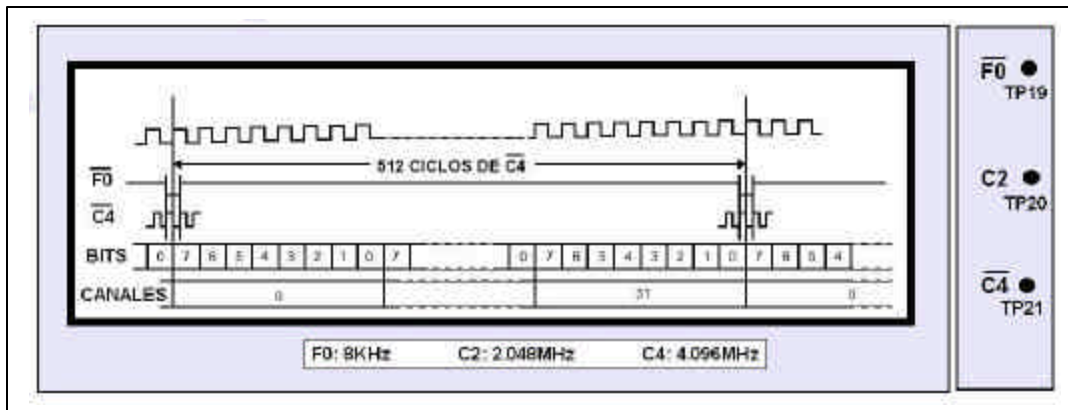 512 CICLOS DE C4
F0
C4
BITS 0 7 6 5 4 3 2 1 0 7 0 7 6 5 4 3 2 1 0 7 6 5 4
CANALES 0 31 0
F0: 8KHz C2: 2.048MHz C4: 4.096MHz
F0
TP19
C2
TP20
C4
TP21